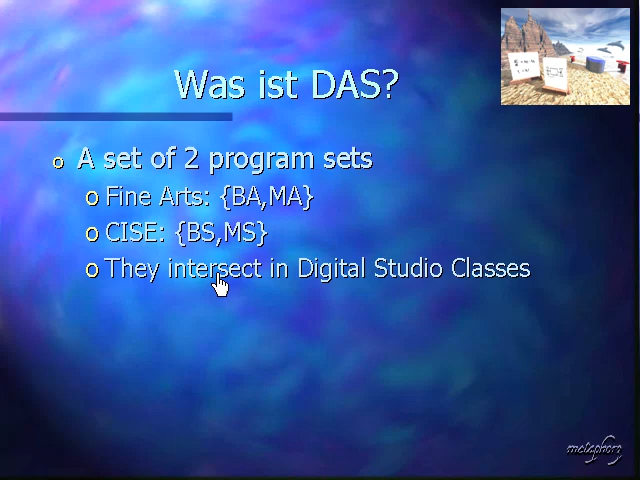 Was ist DAS?
o A set of 2 program sets
o Fine Arts: {BA,MA}
o CISE: {BS,MS}
o They intersect in Digital Studio Classes